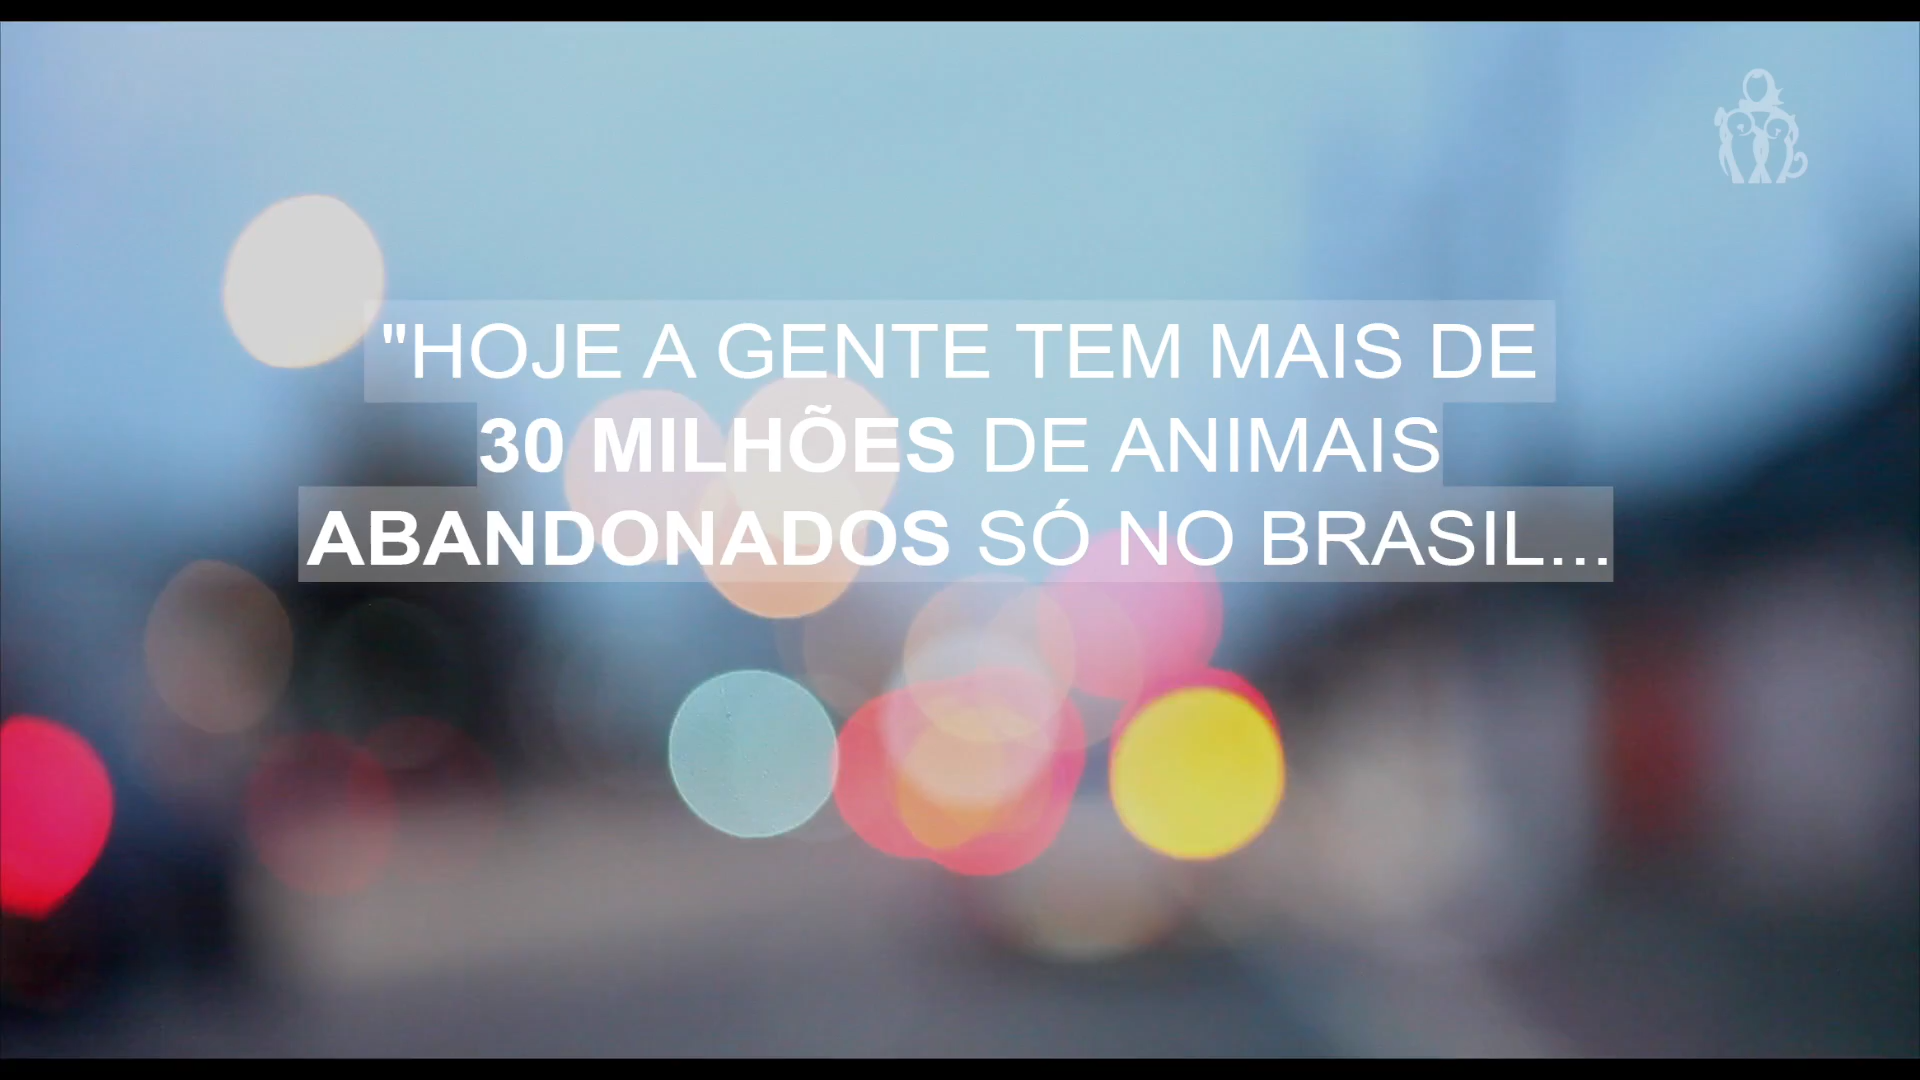 "HOJE A GENTE TEM MAIS DE
30 MILHÕES DE ANIMAIS
ABANDONADOS SÓ NO BRASIL...